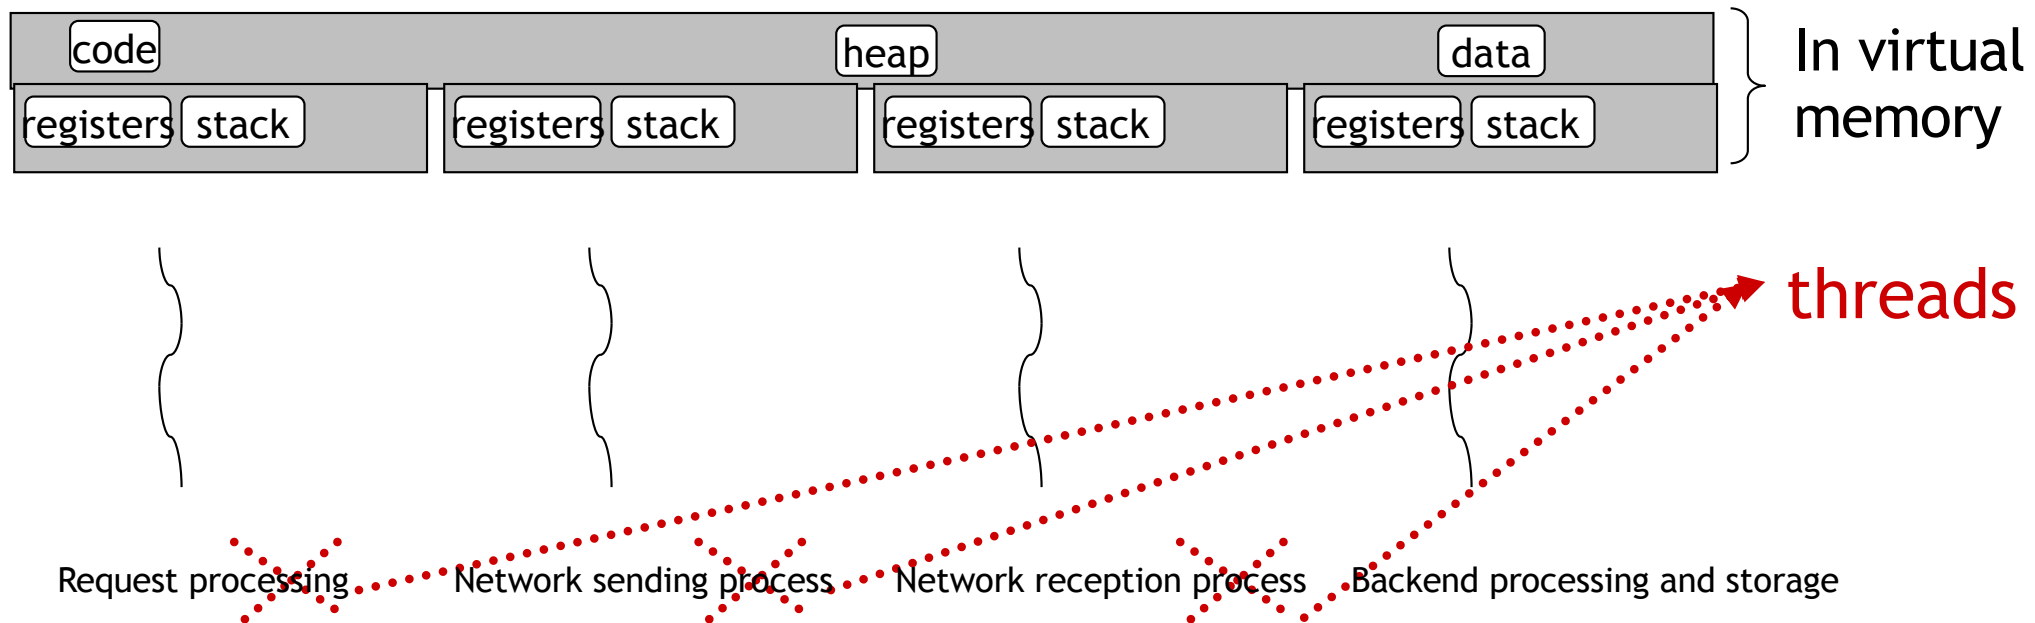 code
heap
data
In virtual
memory
registers
stack
registers
stack
registers
stack
registers
stack
threads
Request processing
Network sending process
Network reception process
Backend processing and storage